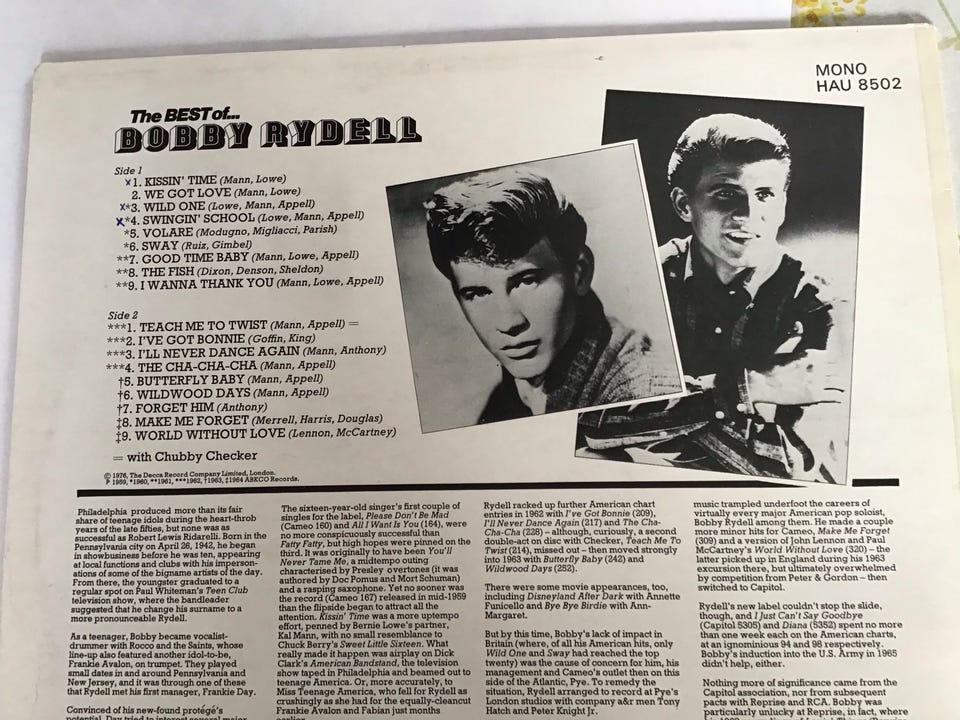 MONO
HAU 8502
The BEST of...
BOBBY RYDELL
Side 1
x1. KISSIN' TIME (Mann, Lowe)
2. WE GOT LOVE (Mann, Lowe)
x*3. WILD ONE (Lowe, Mann, Appell)
x*4. SWINGIN' SCHOOL (Lowe, Mann, Appell)
*5. VOLARE (Modugno, Migliacci, Parish)
*6. SWAY (Ruiz, Gimbel)
**7. GOOD TIME BABY (Mann, Lowe, Appell)
**8. THE FISH (Dixon, Denson, Sheldon)
**9. I WANNA THANK YOU (Mann, Lowe, Appell)
Side 2
***1. TEACH ME TO TWIST (Mann, Appell) =
***2. I'VE GOT BONNIE (Goffin, King)
***3. I'LL NEVER DANCE AGAIN (Mann, Anthony)
***4. THE CHA-CHA-CHA (Mann, Appell)
†5. BUTTERFLY BABY (Mann, Appell)
†6. WILDWOOD DAYS (Mann, Appell)
†7. FORGET HIM (Anthony)
‡8. MAKE ME FORGET (Merrell, Harris, Douglas)
‡9. WORLD WITHOUT LOVE (Lennon, McCartney)
= with Chubby Checker
© 1976, The Decca Record Company Limited, London.
P 1959, *1960, **1961, ***1962, †1963, ‡1964 ABKCO Records.
Philadelphia produced more than its fair
share of teenage idols during the heart-throb
years of the late fifties, but none was as
successful as Robert Lewis Ridarelli. Born in the
Pennsylvania city on April 26, 1942, he began
in showbusiness before he was ten, appearing
at local functions and clubs with his imperson-
ations of some of the bigname artists of the day.
From there, the youngster graduated to a
regular spot on Paul Whiteman's Teen Club
television show, where the bandleader
suggested that he change his surname to a
more pronounceable Rydell.
As a teenager, Bobby became vocalist-
drummer with Rocco and the Saints, whose
line-up also featured another idol-to-be,
Frankie Avalon, on trumpet. They played
small dates in and around Pennsylvania and
New Jersey, and it was through one of these
that Rydell met his first manager, Frankie Day.
Convinced of his new-found protégé's
potential, Day tried to interest several major
The sixteen-year-old singer's first couple of
singles for the label, Please Don't Be Mad
(Cameo 160) and All I Want Is You (164), were
no more conspicuously successful than
Fatty Fatty, but high hopes were pinned on the
third. It was originally to have been You'll
Never Tame Me, a midtempo outing
characterised by Presley overtones (it was
authored by Doc Pomus and Mort Schuman)
and a rasping saxophone. Yet no sooner was
the record (Cameo 167) released in mid-1959
than the flipside began to attract all the
attention. Kissin' Time was a more uptempo
effort, penned by Bernie Lowe's partner,
Kal Mann, with no small resemblance to
Chuck Berry's Sweet Little Sixteen. What
really made it happen was airplay on Dick
Clark's American Bandstand, the television
show taped in Philadelphia and beamed out to
teenage America. Or, more accurately, to
Miss Teenage America, who fell for Rydell as
crushingly as she had for the equally-cleancut
Frankie Avalon and Fabian just months
earlier.
Rydell racked up further American chart
entries in 1962 with I've Got Bonnie (209),
I'll Never Dance Again (217) and The Cha-
Cha-Cha (228) – although, curiously, a second
double-act on disc with Checker, Teach Me To
Twist (214), missed out – then moved strongly
into 1963 with Butterfly Baby (242) and
Wildwood Days (252).
There were some movie appearances, too,
including Disneyland After Dark with Annette
Funicello and Bye Bye Birdie with Ann-
Margaret.
But by this time, Bobby's lack of impact in
Britain (where, of all his American hits, only
Wild One and Sway had reached the top
twenty) was the cause of concern for him, his
management and Cameo's outlet then on this
side of the Atlantic, Pye. To remedy the
situation, Rydell arranged to record at Pye's
London studios with company a&r men Tony
Hatch and Peter Knight Jr.
music trampled underfoot the careers of
virtually every major American pop soloist,
Bobby Rydell among them. He made a couple
more minor hits for Cameo, Make Me Forget
(309) and a version of John Lennon and Paul
McCartney's World Without Love (320) – the
latter picked up in England during his 1963
excursion there, but ultimately overwhelmed
by competition from Peter & Gordon – then
switched to Capitol.
Rydell's new label couldn't stop the slide,
though, and I Just Can't Say Goodbye
(Capitol 5305) and Diana (5352) spent no more
than one week each on the American charts,
at an ignominious 94 and 98 respectively.
Bobby's induction into the U.S. Army in 1965
didn't help, either.
Nothing more of significance came from the
Capitol association, nor from subsequent
pacts with Reprise and RCA. Bobby was
particularly unlucky at Reprise, in fact, where